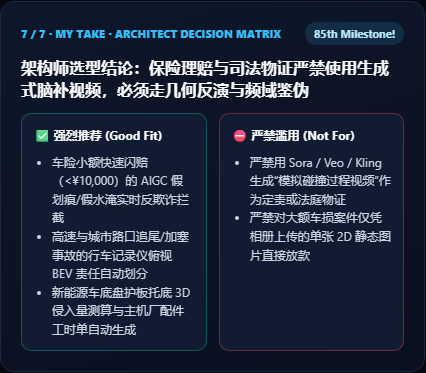 7 / 7 · MY TAKE · ARCHITECT DECISION MATRIX
85th Milestone!
架构师选型结论：保险理赔与司法物证严禁使用生成
式脑补视频，必须走几何反演与频域鉴伪
✅ 强烈推荐 (Good Fit)
• 车险小额快速闪赔
（<¥10,000）的 AIGC 假
划痕/假水淹实时反欺诈拦
截
• 高速与城市路口追尾/加塞
事故的行车记录仪俯视
BEV 责任自动划分
• 新能源车底盘护板托底 3D
侵入量测算与主机厂配件
工时单自动生成
⛔ 严禁滥用 (Not For)
• 严禁用 Sora / Veo / Kling
生成“模拟碰撞过程视频”作
为定责或法庭物证
• 严禁对大额车损案件仅凭
相册上传的单张 2D 静态图
片直接放款